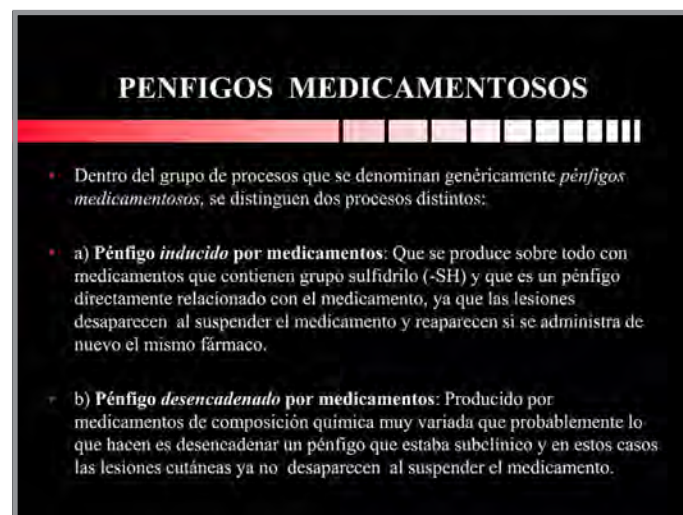 PENFIGOS MEDICAMENTOSOS
Dentro del grupo de procesos que se denominan genéricamente pénfigos
medicamentosos, se distinguen dos procesos distintos:
a) Pénfigo inducido por medicamentos: Que se produce sobre todo con
medicamentos que contienen grupo sulfidrilo (-SH) y que es un pénfigo
directamente relacionado con el medicamento, ya que las lesiones
desaparecen al suspender el medicamento y reaparecen si se administra de
nuevo el mismo fármaco.
b) Pénfigo desencadenado por medicamentos: Producido por
medicamentos de composición química muy variada que probablemente lo
que hacen es desencadenar un pénfigo que estaba subclínico y en estos casos
las lesiones cutáneas ya no desaparecen al suspender el medicamento.